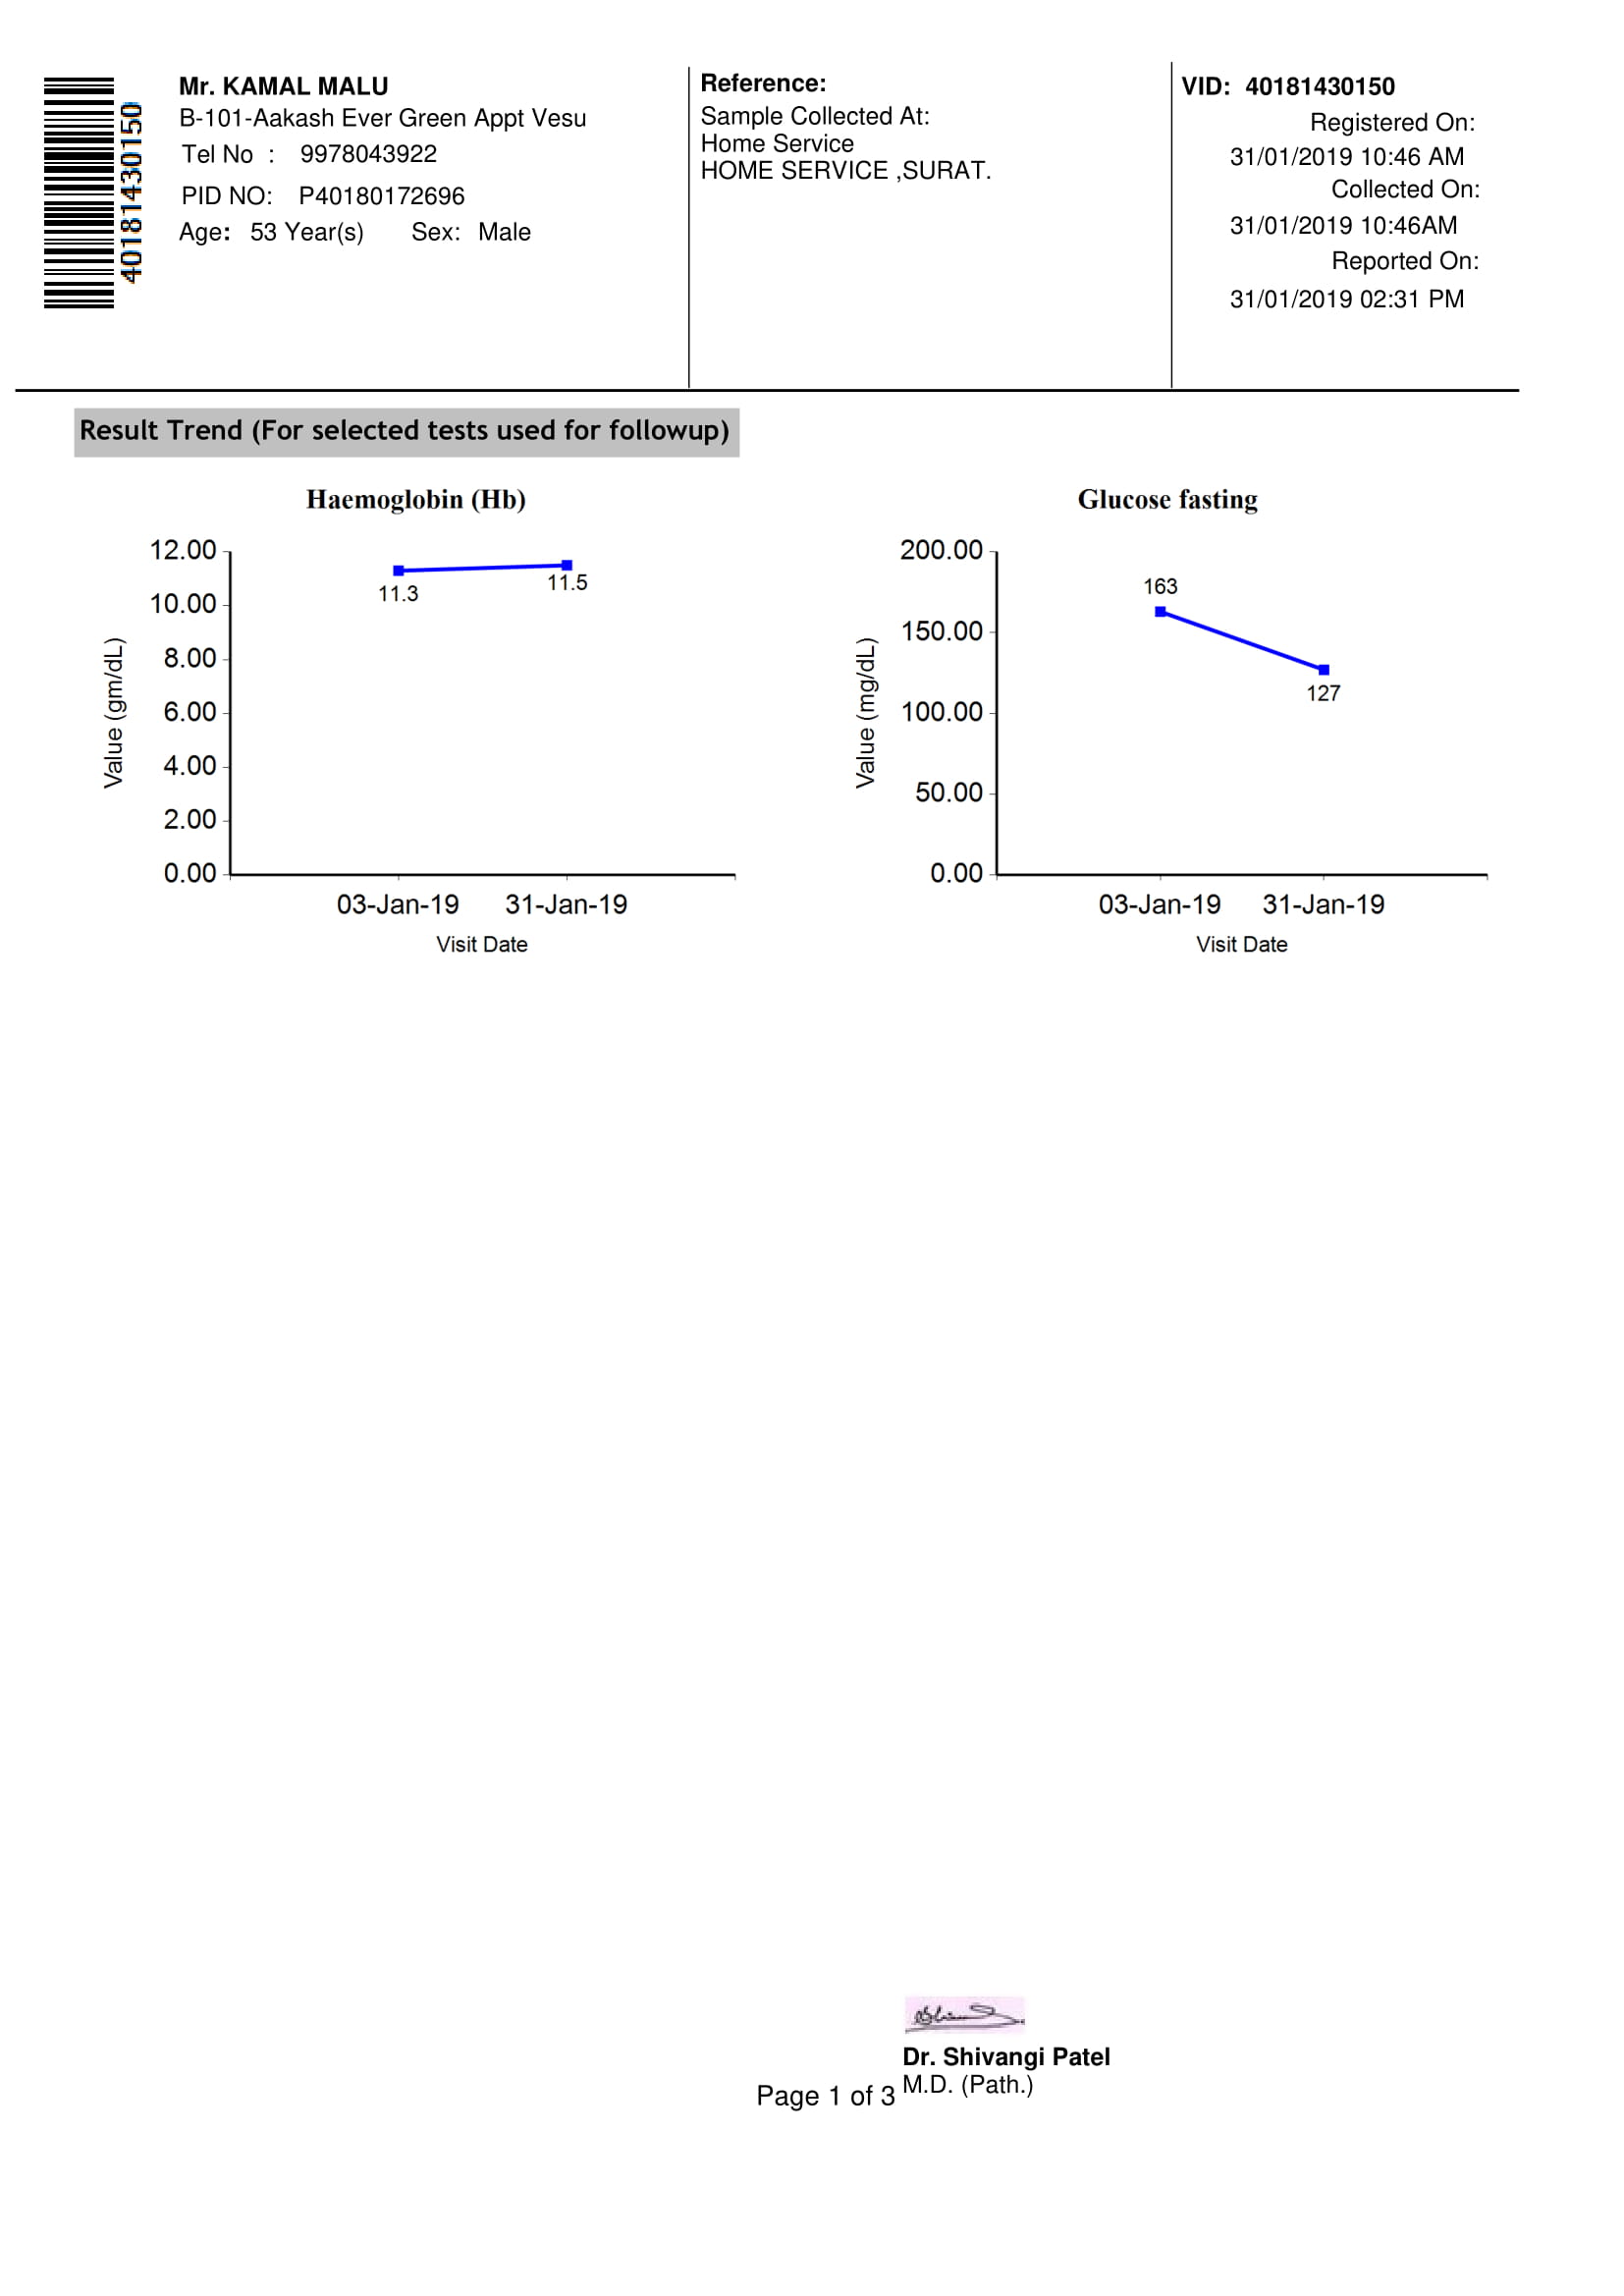 40181430150
Mr. KAMAL MALU
B-101-Aakash Ever Green Appt Vesu
Tel No : 9978043922
PID NO: P40180172696
Age: 53 Year(s) Sex: Male
Reference:
Sample Collected At:
Home Service
HOME SERVICE ,SURAT.
VID: 40181430150
Registered On:
31/01/2019 10:46 AM
Collected On:
31/01/2019 10:46AM
Reported On:
31/01/2019 02:31 PM
Result Trend (For selected tests used for followup)
Haemoglobin (Hb)
Value (gm/dL)
12.00
10.00
8.00
6.00
4.00
2.00
0.00
11.3
11.5
03-Jan-19 31-Jan-19
Visit Date
Glucose fasting
Value (mg/dL)
200.00
150.00
100.00
50.00
0.00
163
127
03-Jan-19 31-Jan-19
Visit Date
Dr. Shivangi Patel
M.D. (Path.)
Page 1 of 3